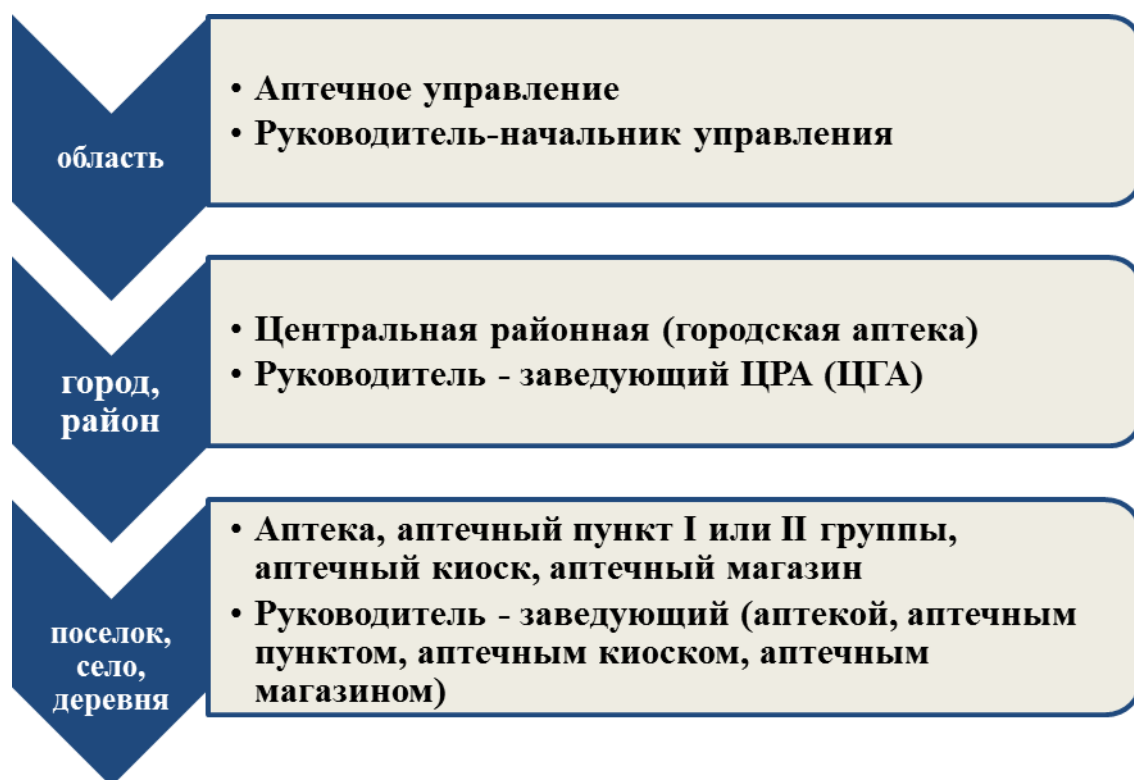 область
• Аптечное управление
• Руководитель-начальник управления
город,
район
• Центральная районная (городская аптека)
• Руководитель - заведующий ЦРА (ЦГА)
поселок,
село,
деревня
• Аптека, аптечный пункт I или II группы,
аптечный киоск, аптечный магазин
• Руководитель - заведующий (аптекой, аптечным
пунктом, аптечным киоском, аптечным
магазином)